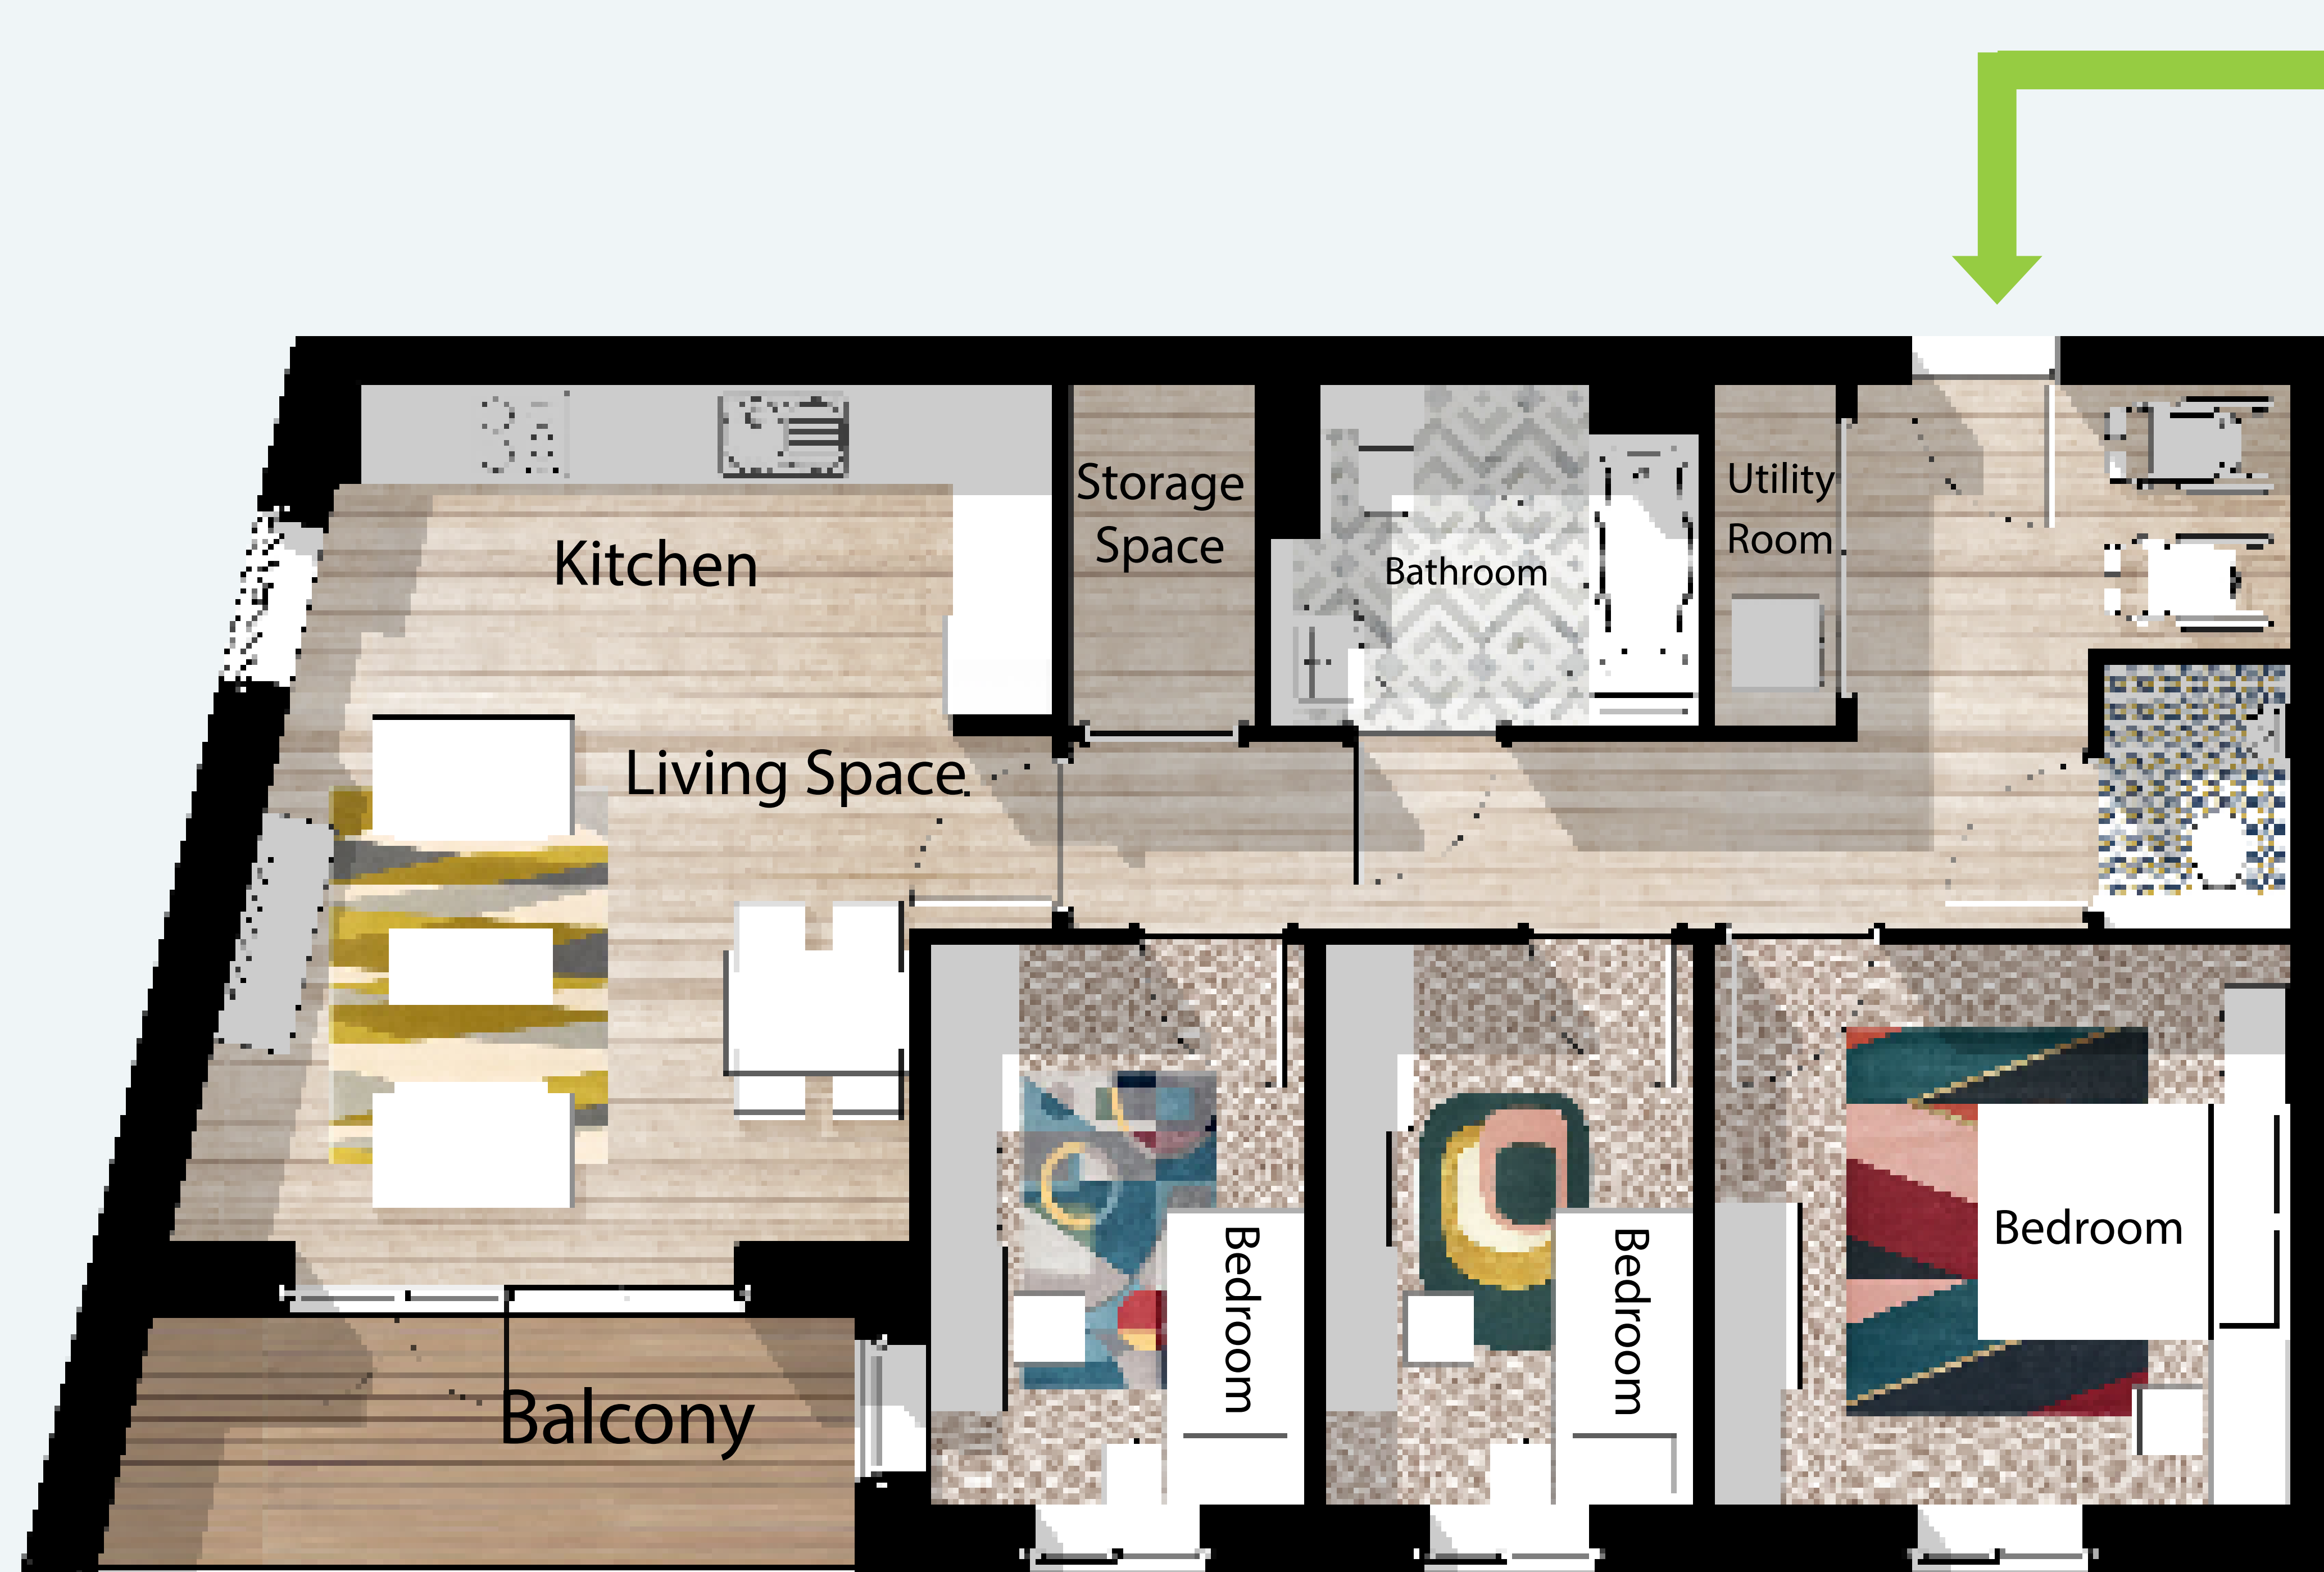 Kitchen
Storage
Space
Bathroom
Utility
Room
Living Space
Balcony
Bedroom
Bedroom
Bedroom